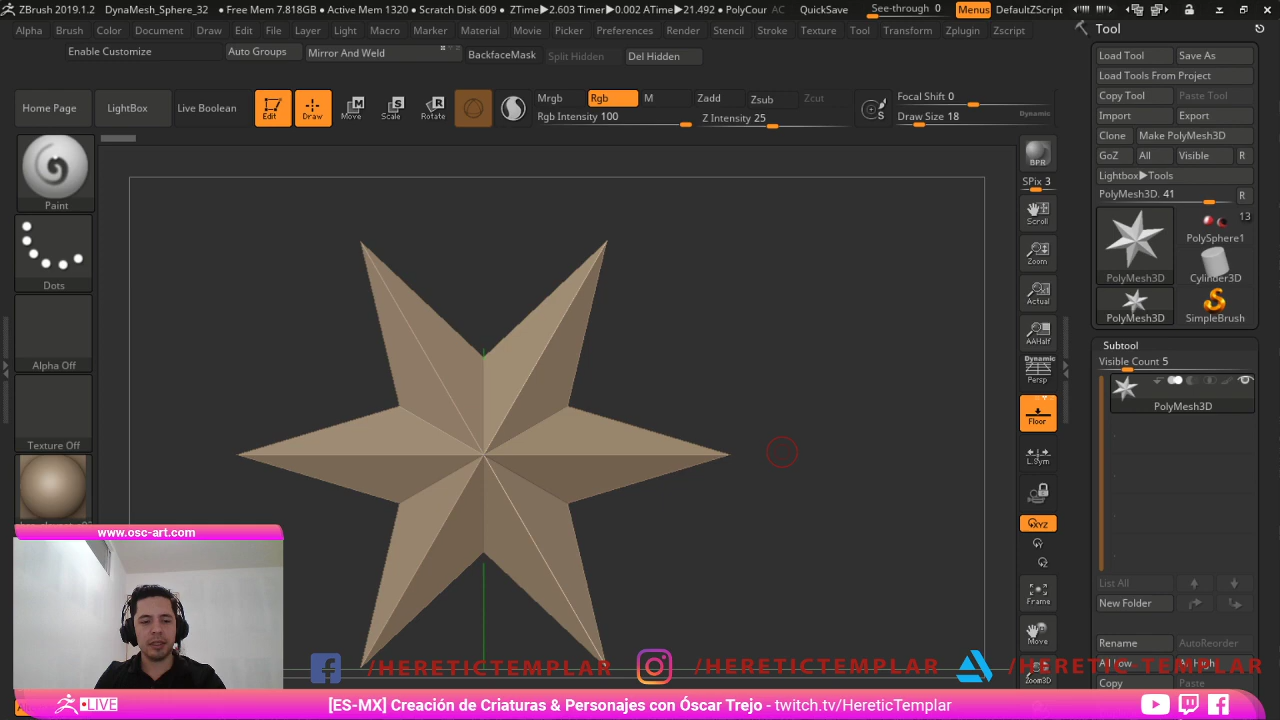 ZBrush 2019.1.2 DynaMesh_Sphere_32 • Free Mem 7.818GB • Active Mem 1320 • Scratch Disk 609 • ZTime▶2.603 Timer▶0.002 ATime▶21.492 • PolyCour AC QuickSave See-through 0 Menus DefaultZScript
Alpha Brush Color Document Draw Edit File Layer Light Macro Marker Material Movie Picker Preferences Render Stencil Stroke Texture Tool Transform Zplugin Zscript
Enable Customize Auto Groups Mirror And Weld BackfaceMask Split Hidden Del Hidden
Home Page LightBox Live Boolean Edit Draw Move Scale Rotate
Mrgb Rgb M Zadd Zsub Zcut Focal Shift 0
Rgb Intensity 100 Z Intensity 25 Draw Size 18 Dynamic
Paint
Dots
Alpha Off
Texture Off
BPR
SPix 3
Scroll
Zoom
Actual
AAHalf
Dynamic
Persp
Floor
L.Sym
XYZ
Y
Z
Frame
Move
Zoom3D
Tool
Load Tool Save As
Load Tools From Project
Copy Tool Paste Tool
Import Export
Clone Make PolyMesh3D
GoZ All Visible R
Lightbox▶Tools
PolyMesh3D. 41 R
13
PolySphere1
PolyMesh3D Cylinder3D
PolyMesh3D SimpleBrush
Subtool
Visible Count 5
PolyMesh3D
List All
New Folder
Rename AutoReorder
All Low All High
Copy Paste
www.osc-art.com
/HERETICTEMPLAR /HERETICTEMPLAR /HERETIC-TEMPLAR
LIVE [ES-MX] Creación de Criaturas & Personajes con Óscar Trejo - twitch.tv/HereticTemplar